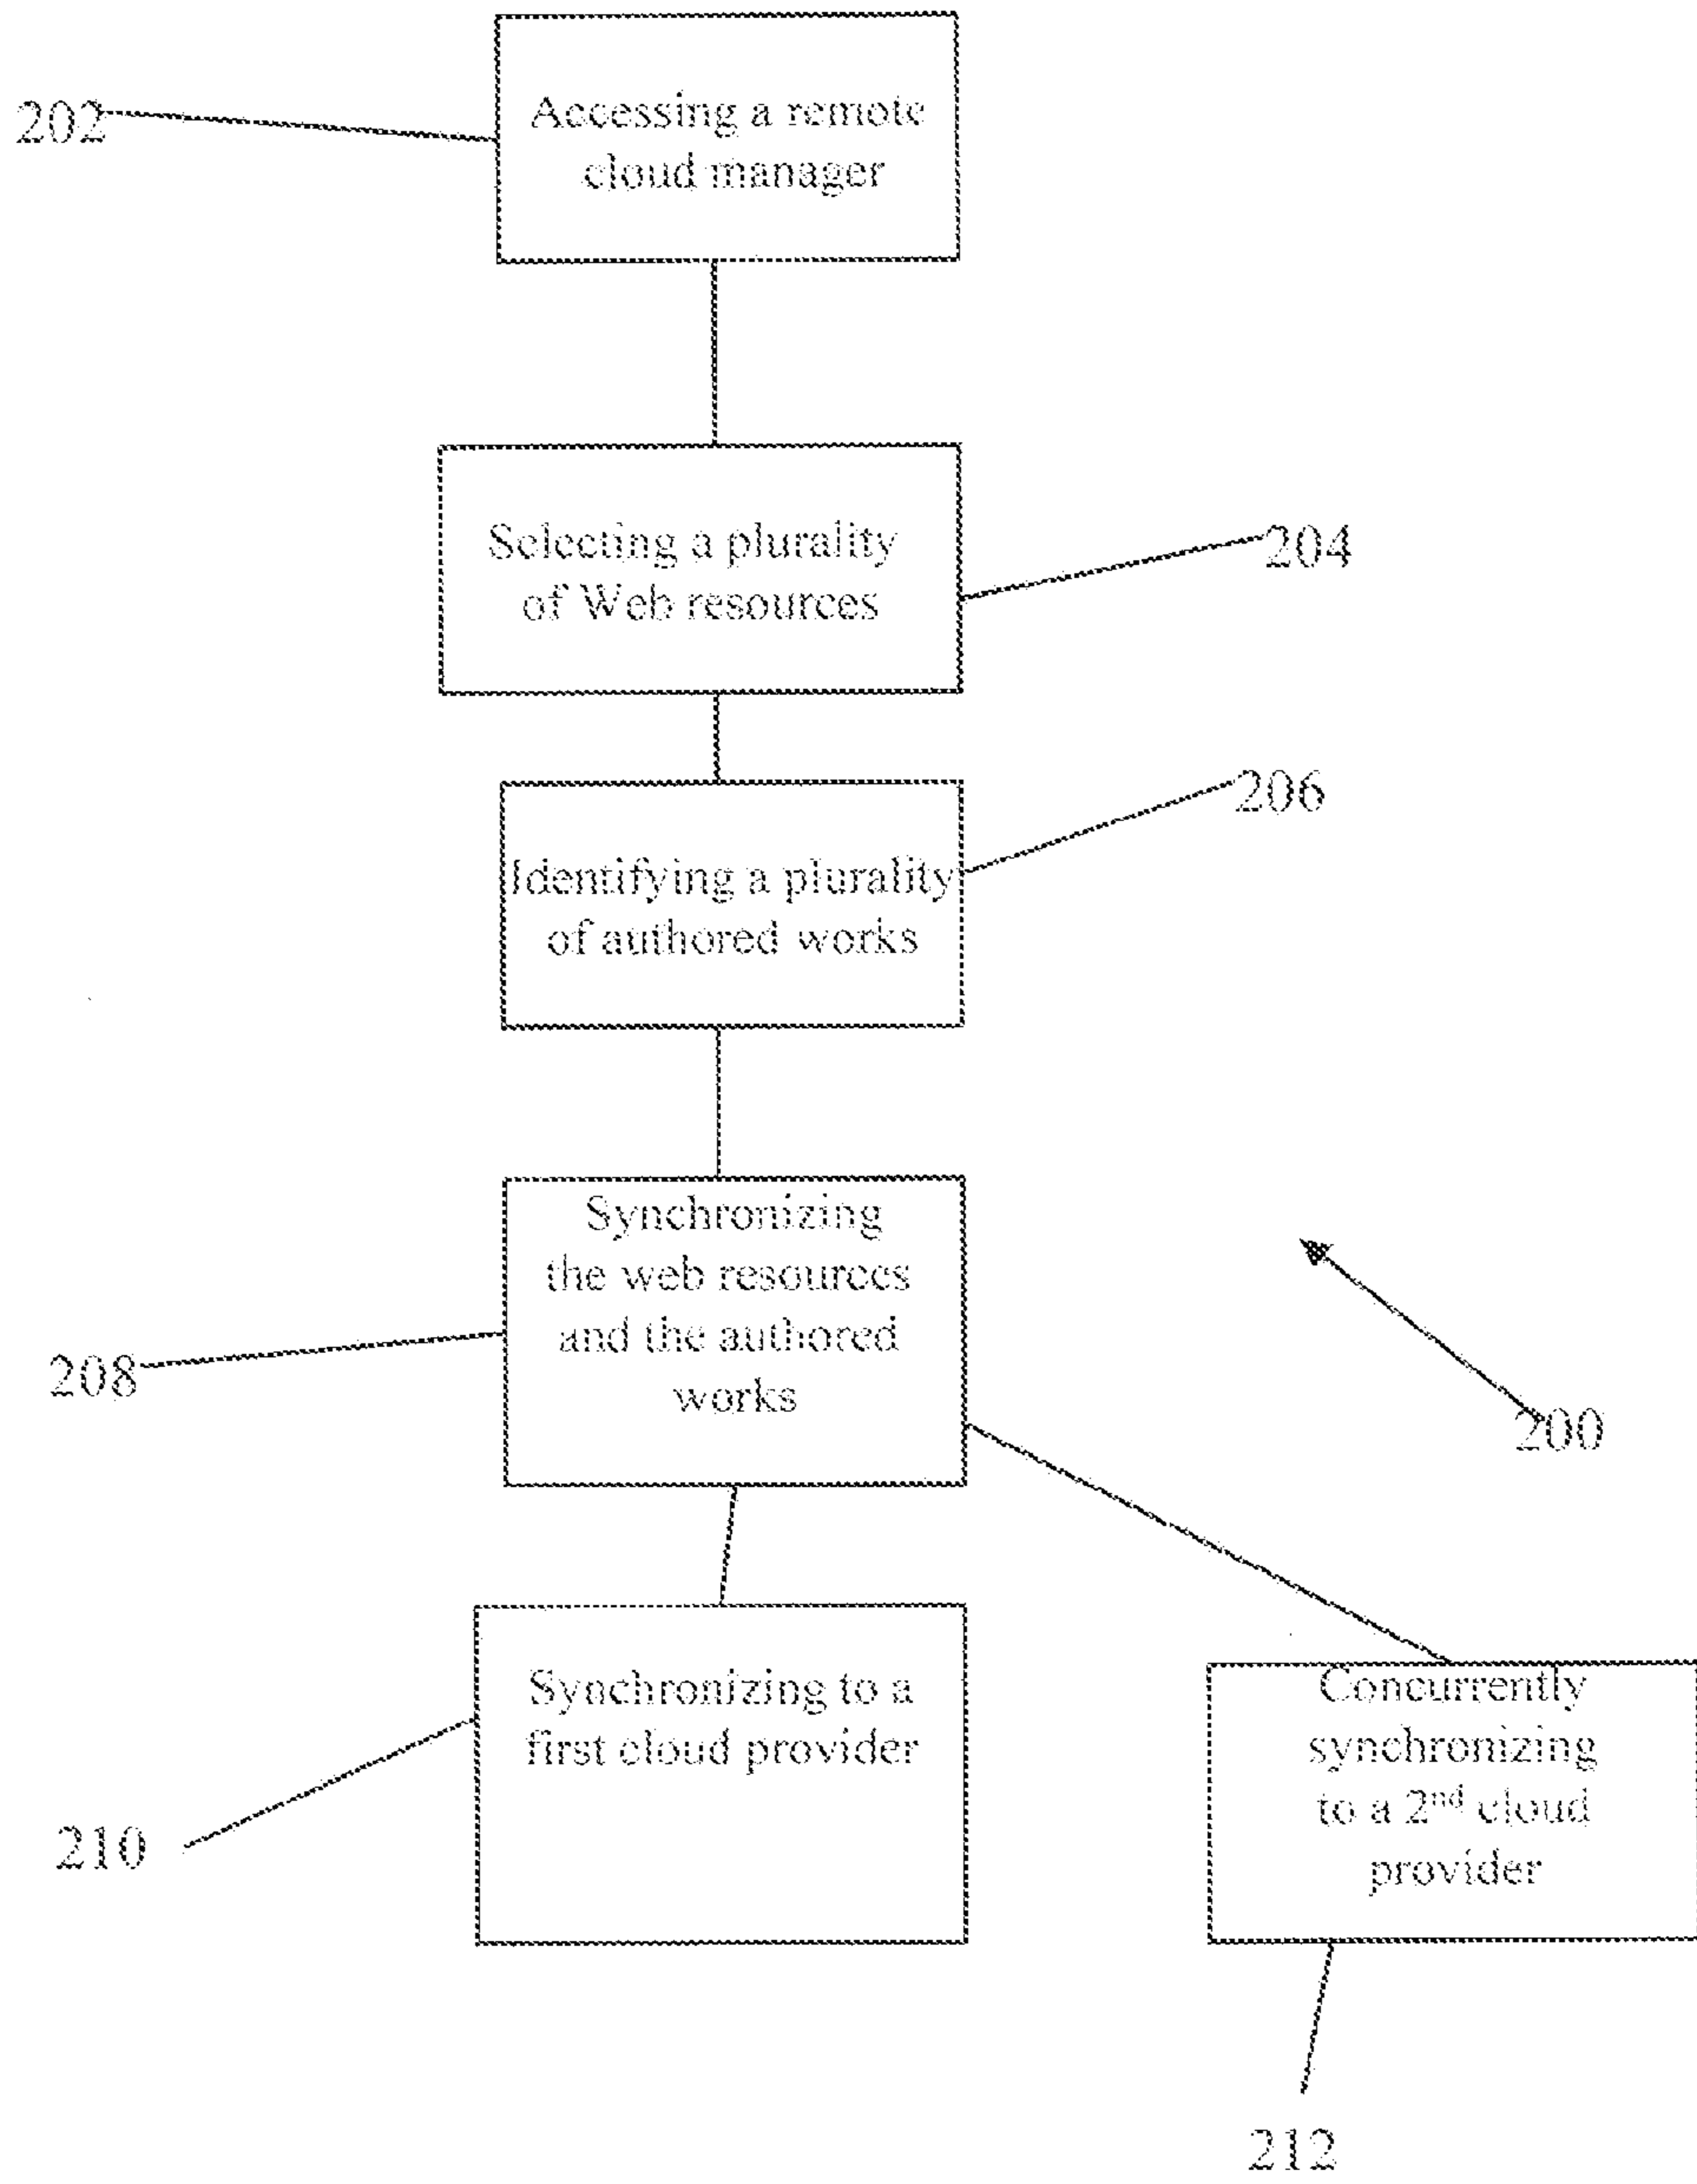 202
Accessing a remote
cloud manager
Selecting a plurality
of Web resources
204
206
Identifying a plurality
of authored works
Synchronizing
the web resources
and the authored
works
208
200
Synchronizing to a
first cloud provider
210
Concurrently
synchronizing
to a 2nd cloud
provider
212